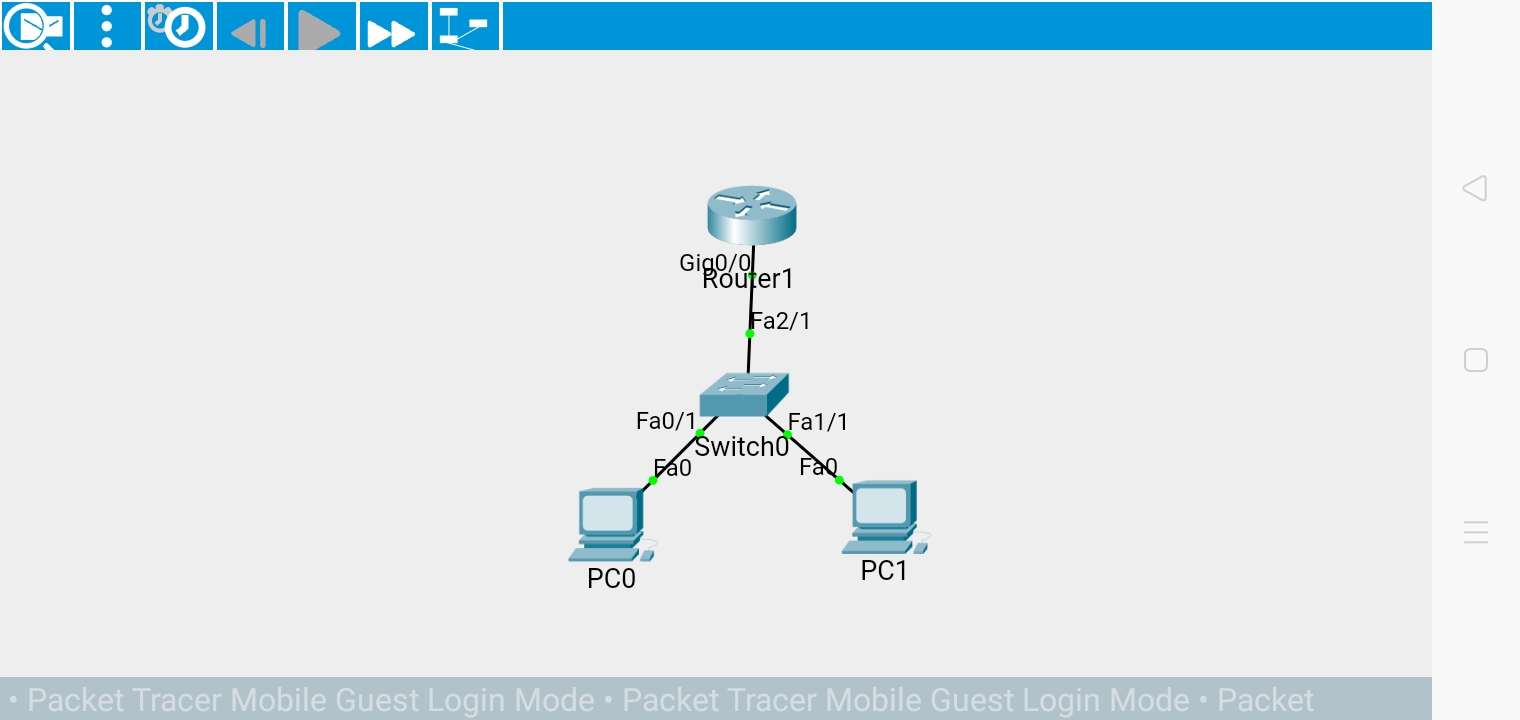 Gig0/0
Router1
Fa2/1
Fa0/1
Fa1/1
Switch0
Fa0
Fa0
PC0
PC1
• Packet Tracer Mobile Guest Login Mode • Packet Tracer Mobile Guest Login Mode • Packet